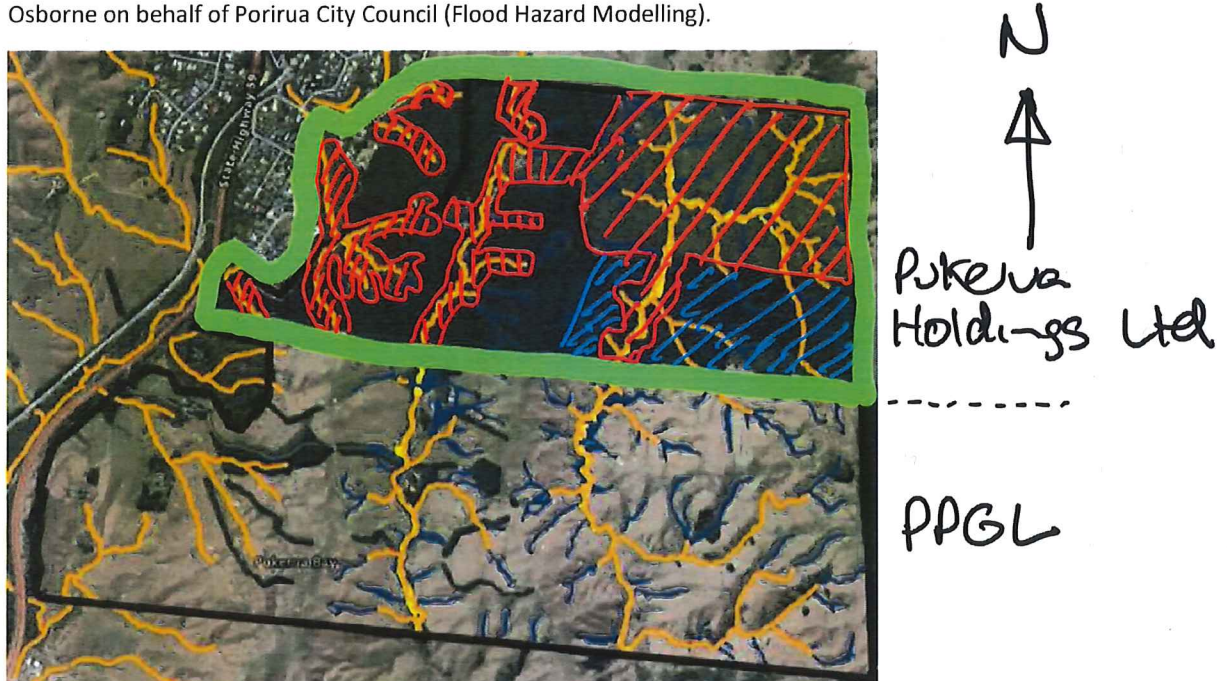 Osborne on behalf of Porirua City Council (Flood Hazard Modelling).
N
State Highway 59
Pukerua
Holdings Ltd
PPGL
Pukerua Bay